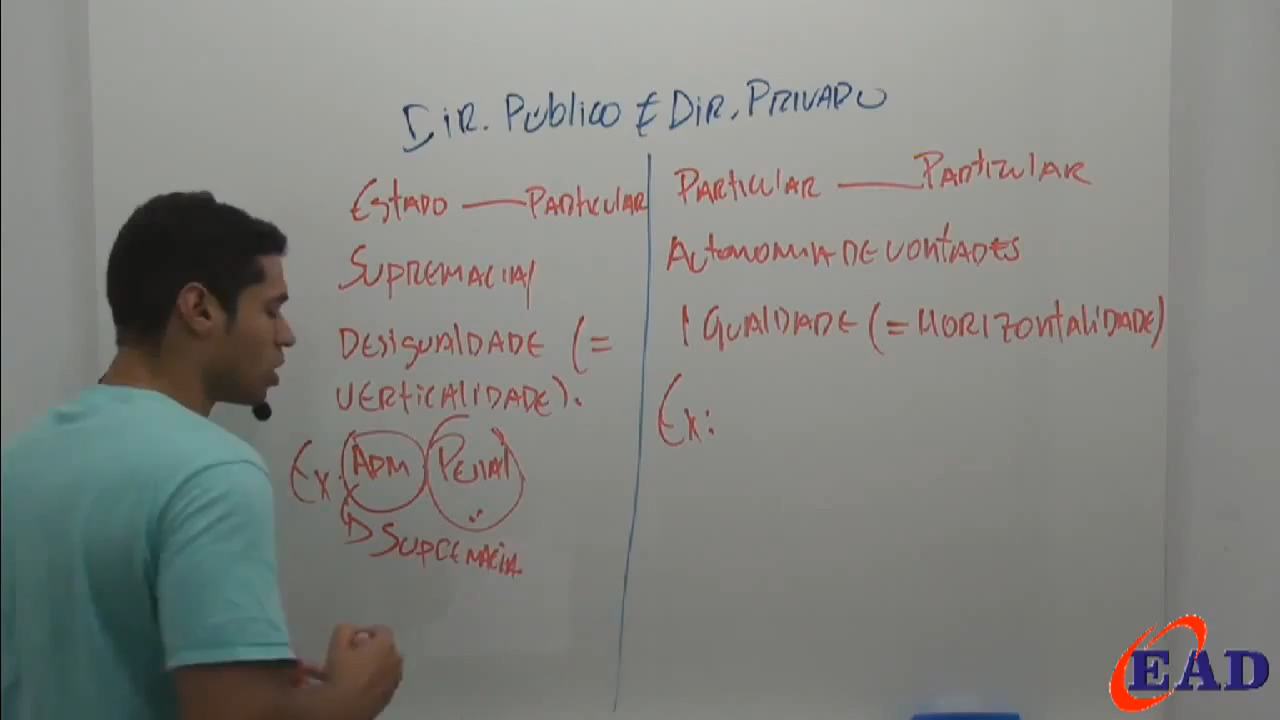 DIR. PÚBLICO E DIR. PRIVADO
ESTADO — PARTICULAR
SUPREMACIA/
DESIGUALDADE (=
VERTICALIDADE).
EX: ADM PENAL
SUPREMACIA
PARTICULAR — PARTICULAR
AUTONOMIA DE VONTADES
IGUALDADE (= HORIZONTALIDADE)
EX:
EAD